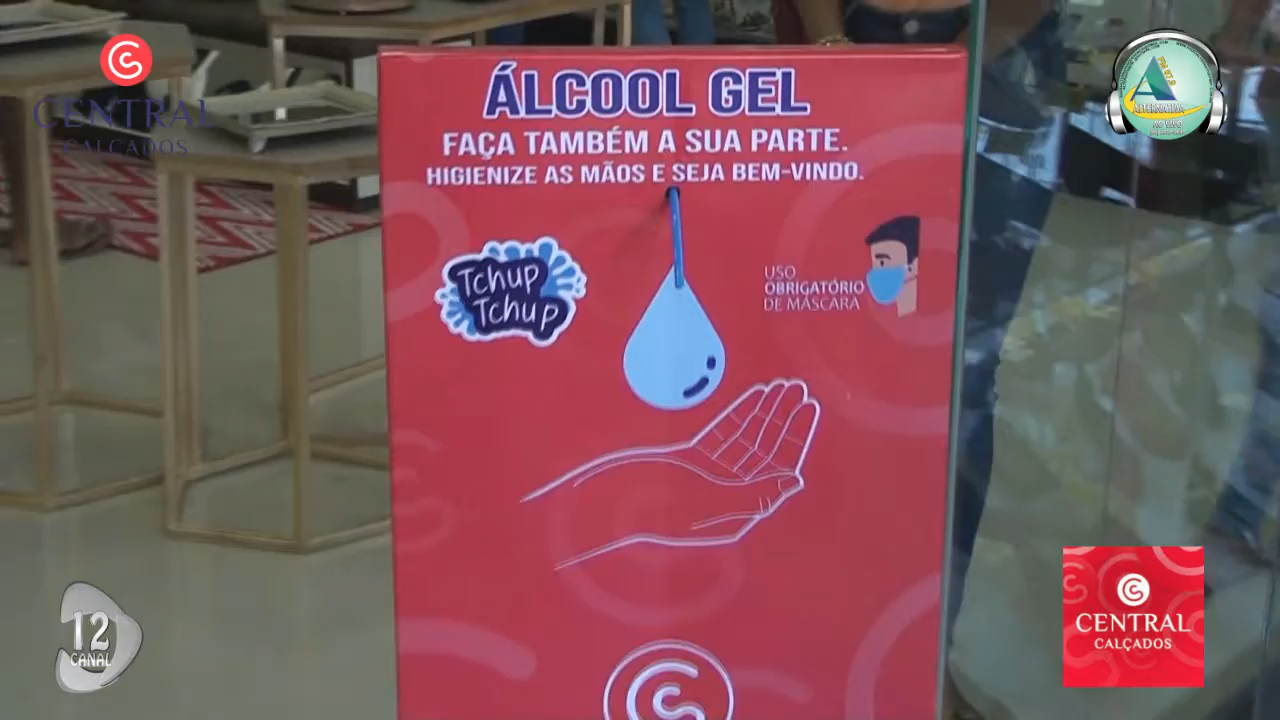 CENTRAL
CALÇADOS
ÁLCOOL GEL
FAÇA TAMBÉM A SUA PARTE.
HIGIENIZE AS MÃOS E SEJA BEM-VINDO.
Tchup
Tchup
USO
OBRIGATÓRIO
DE MÁSCARA
ALTERNATIVA
12
CANAL
CENTRAL
CALÇADOS